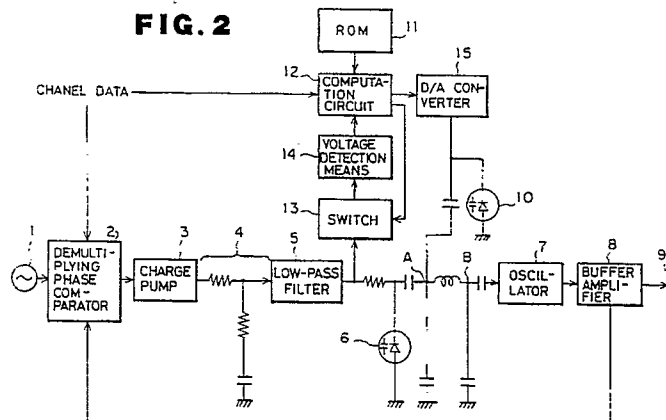 FIG. 2
ROM
11
15
12
COMPUTA-
TION
CIRCUIT
D/A CON-
VERTER
CHANEL DATA
14
VOLTAGE
DETECTION
MEANS
10
13
SWITCH
1
2
3
4
5
A
B
7
8
9
DEMULTI-
PLYING
PHASE
COM-
PARATOR
CHARGE
PUMP
LOW-PASS
FILTER
OSCIL-
LATOR
BUFFER
AMPLI-
FIER
6